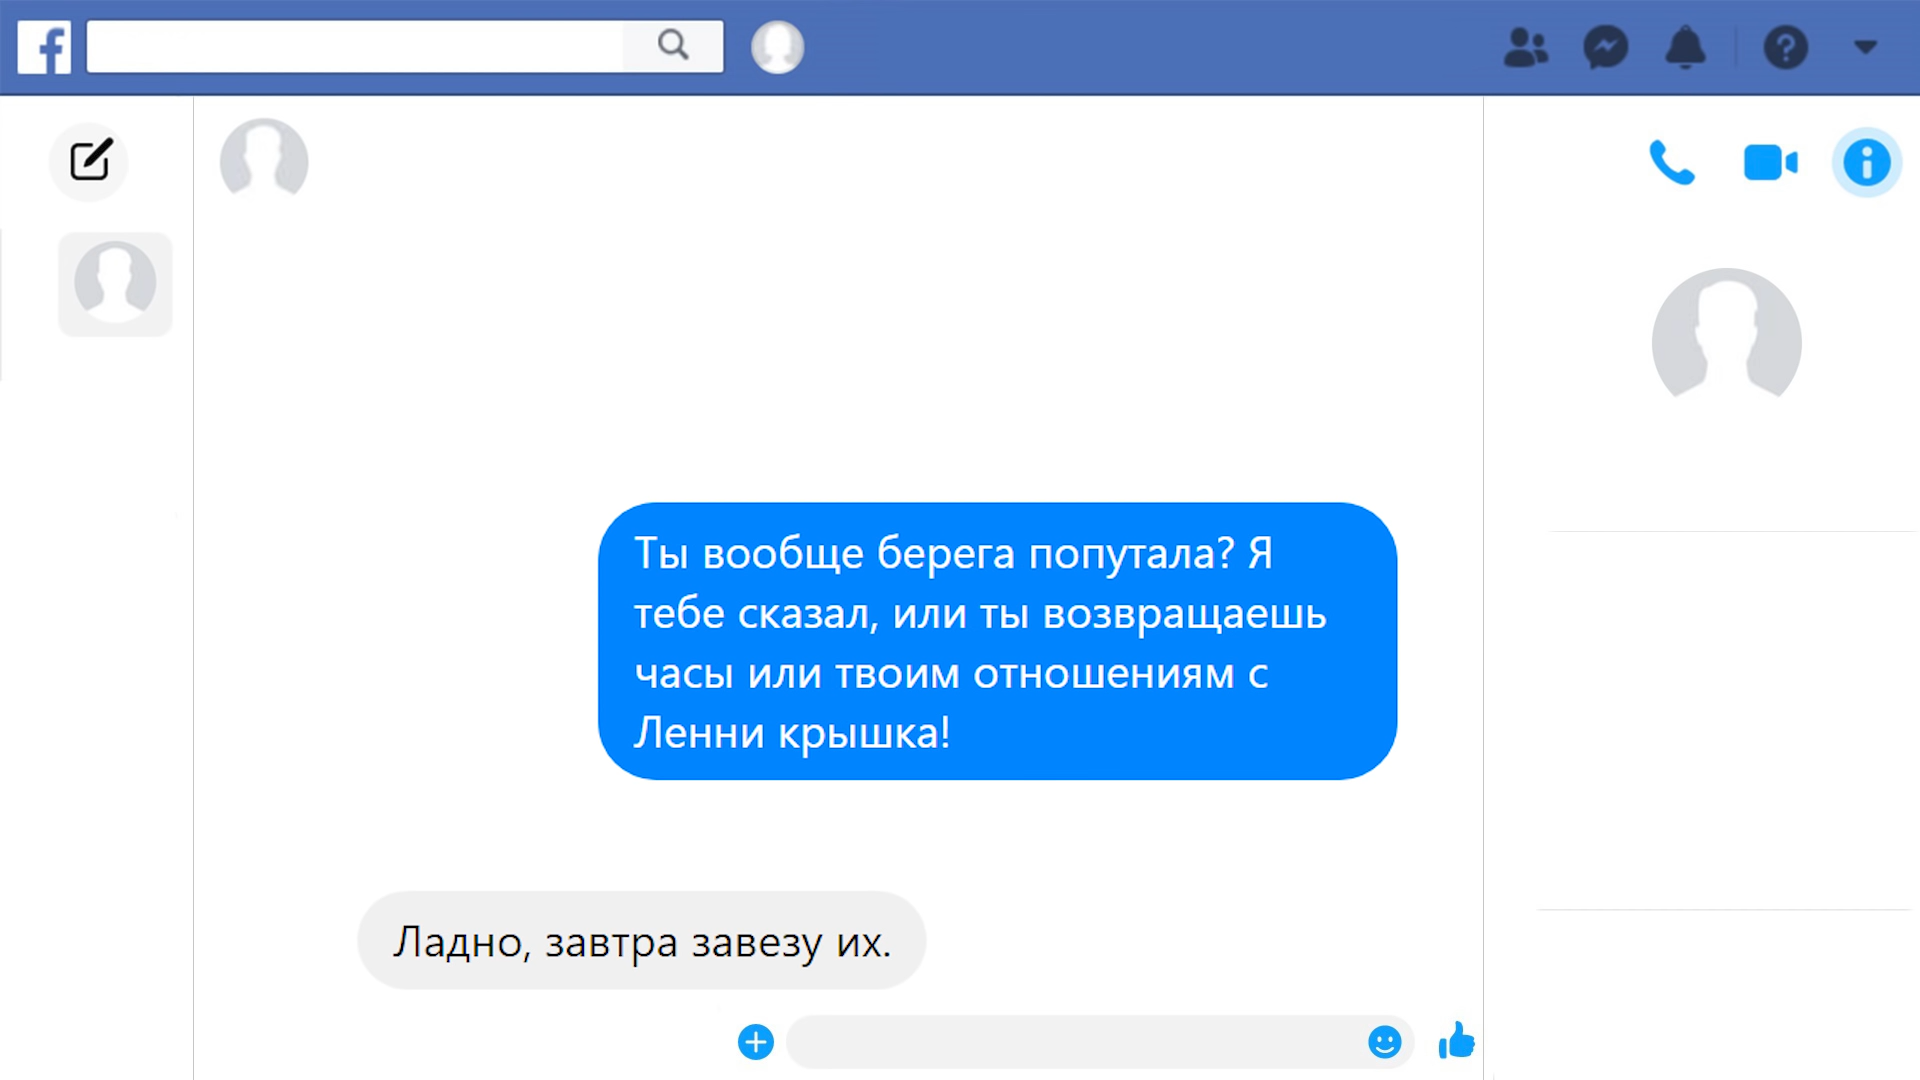 Ты вообще берега попутала? Я
тебе сказал, или ты возвращаешь
часы или твоим отношениям с
Ленни крышка!
Ладно, завтра завезу их.